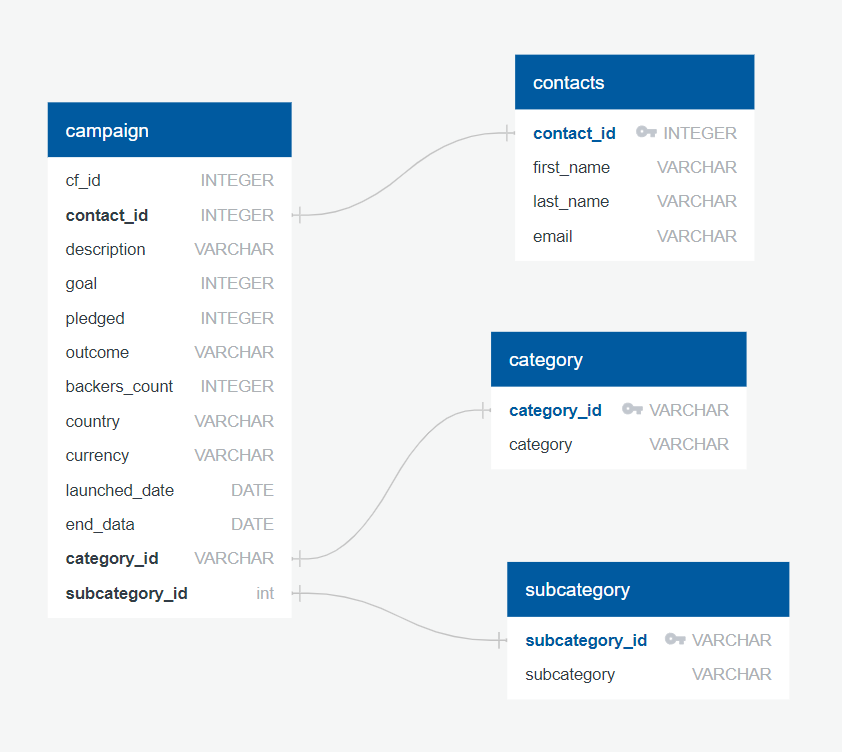 campaign
cf_id INTEGER
contact_id INTEGER
description VARCHAR
goal INTEGER
pledged INTEGER
outcome VARCHAR
backers_count INTEGER
country VARCHAR
currency VARCHAR
launched_date DATE
end_data DATE
category_id VARCHAR
subcategory_id int
contacts
contact_id INTEGER
first_name VARCHAR
last_name VARCHAR
email VARCHAR
category
category_id VARCHAR
category VARCHAR
subcategory
subcategory_id VARCHAR
subcategory VARCHAR